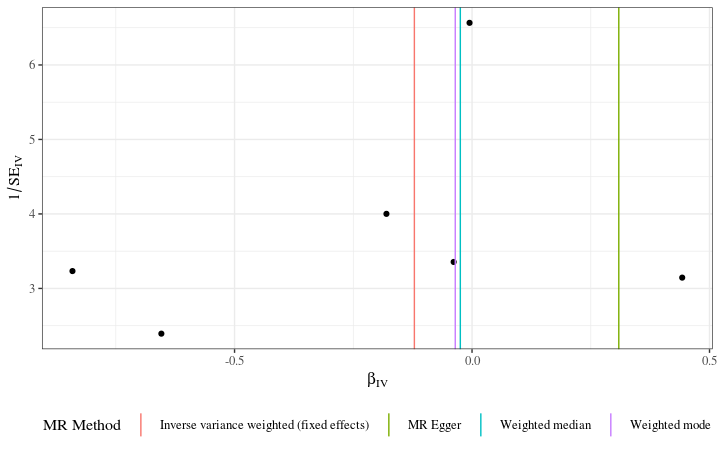 1/SE_IV
6
5
4
3
-0.5
0.0
0.5
β_IV
MR Method
Inverse variance weighted (fixed effects)
MR Egger
Weighted median
Weighted mode